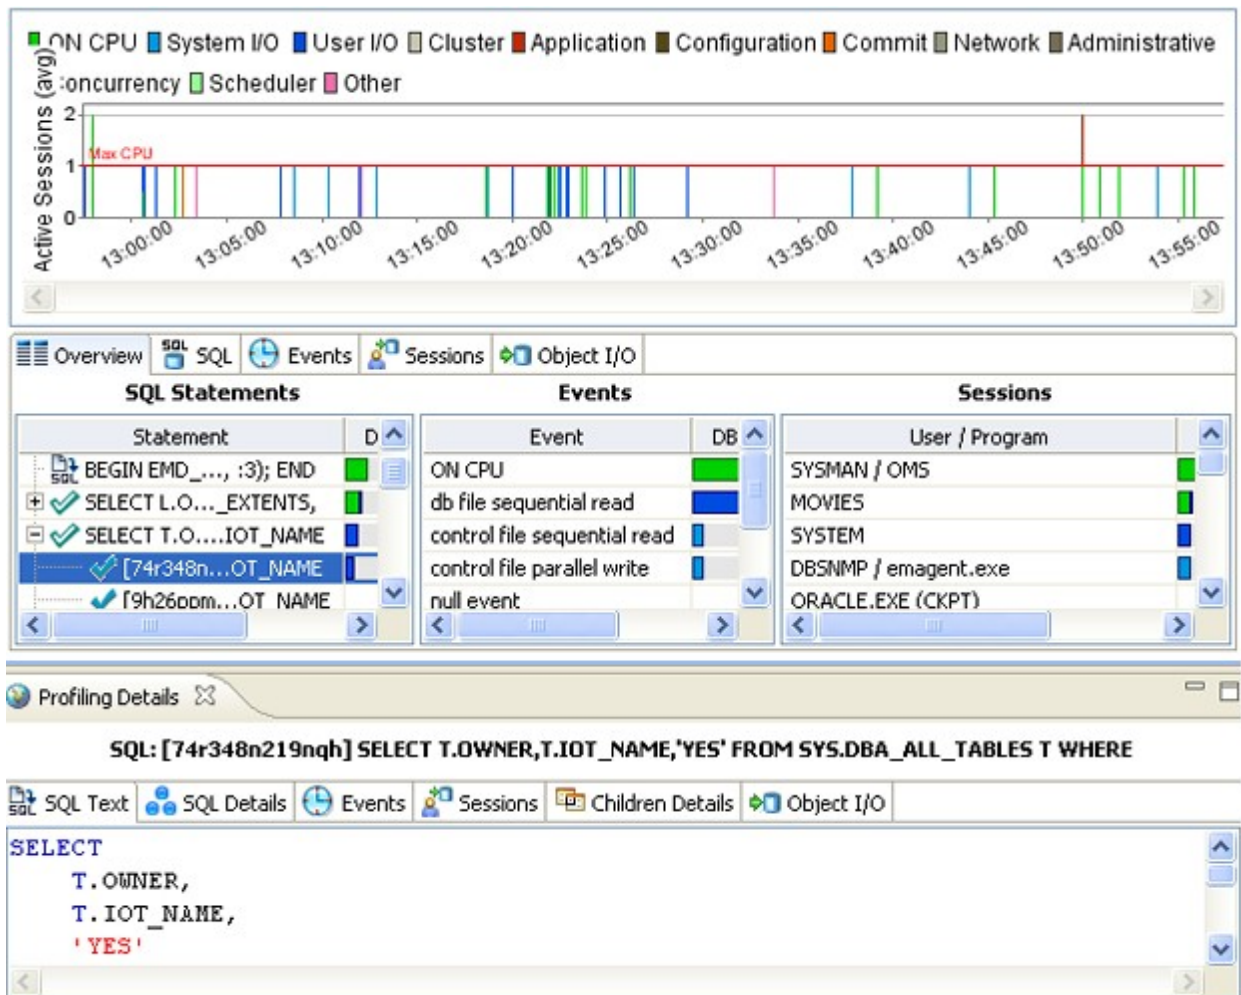 ON CPU System I/O User I/O Cluster Application Configuration Commit Network Administrative
:oncurrency Scheduler Other
Active Sessions (avg)
2
Max CPU
1
0
13:00:00 13:05:00 13:10:00 13:15:00 13:20:00 13:25:00 13:30:00 13:35:00 13:40:00 13:45:00 13:50:00 13:55:00
Overview SQL Events Sessions Object I/O
SQL Statements Events Sessions
Statement D Event DB User / Program
BEGIN EMD_..., :3); END ON CPU SYSMAN / OMS
SELECT L.O..._EXTENTS, db file sequential read MOVIES
SELECT T.O....IOT_NAME control file sequential read SYSTEM
[74r348n...OT_NAME control file parallel write DBSNMP / emagent.exe
[9h26ppm...OT_NAME null event ORACLE.EXE (CKPT)
Profiling Details
SQL: [74r348n219nqh] SELECT T.OWNER,T.IOT_NAME,'YES' FROM SYS.DBA_ALL_TABLES T WHERE
SQL Text SQL Details Events Sessions Children Details Object I/O
SELECT
T.OWNER,
T.IOT_NAME,
'YES'